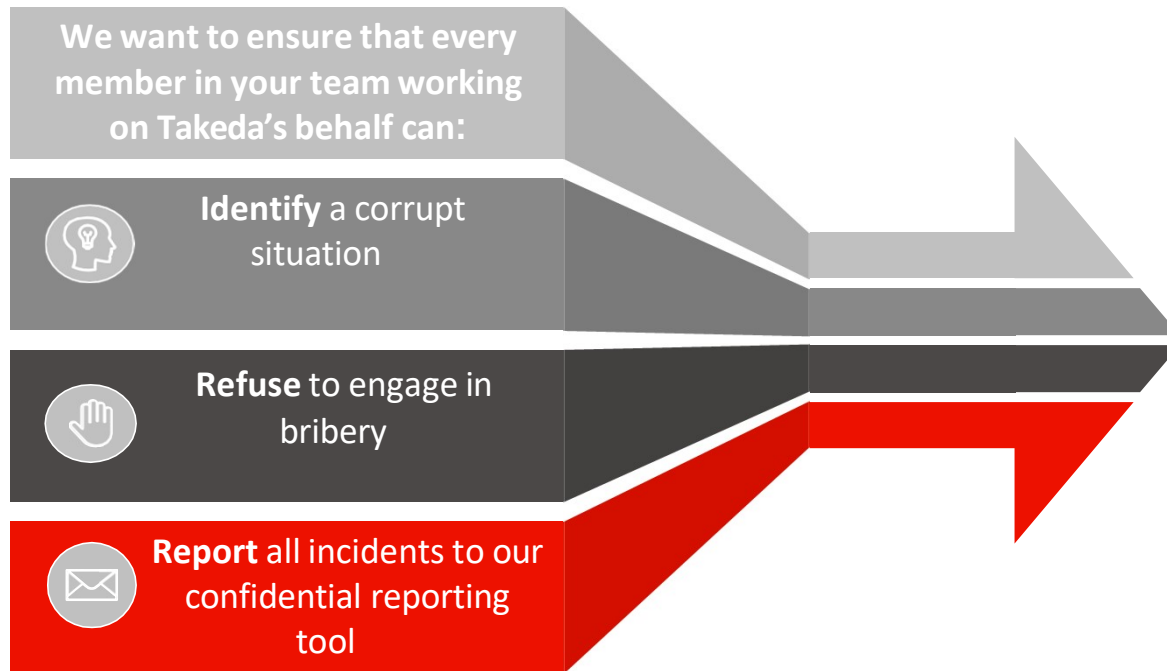 We want to ensure that every
member in your team working
on Takeda’s behalf can:
Identify a corrupt
situation
Refuse to engage in
bribery
Report all incidents to our
confidential reporting
tool